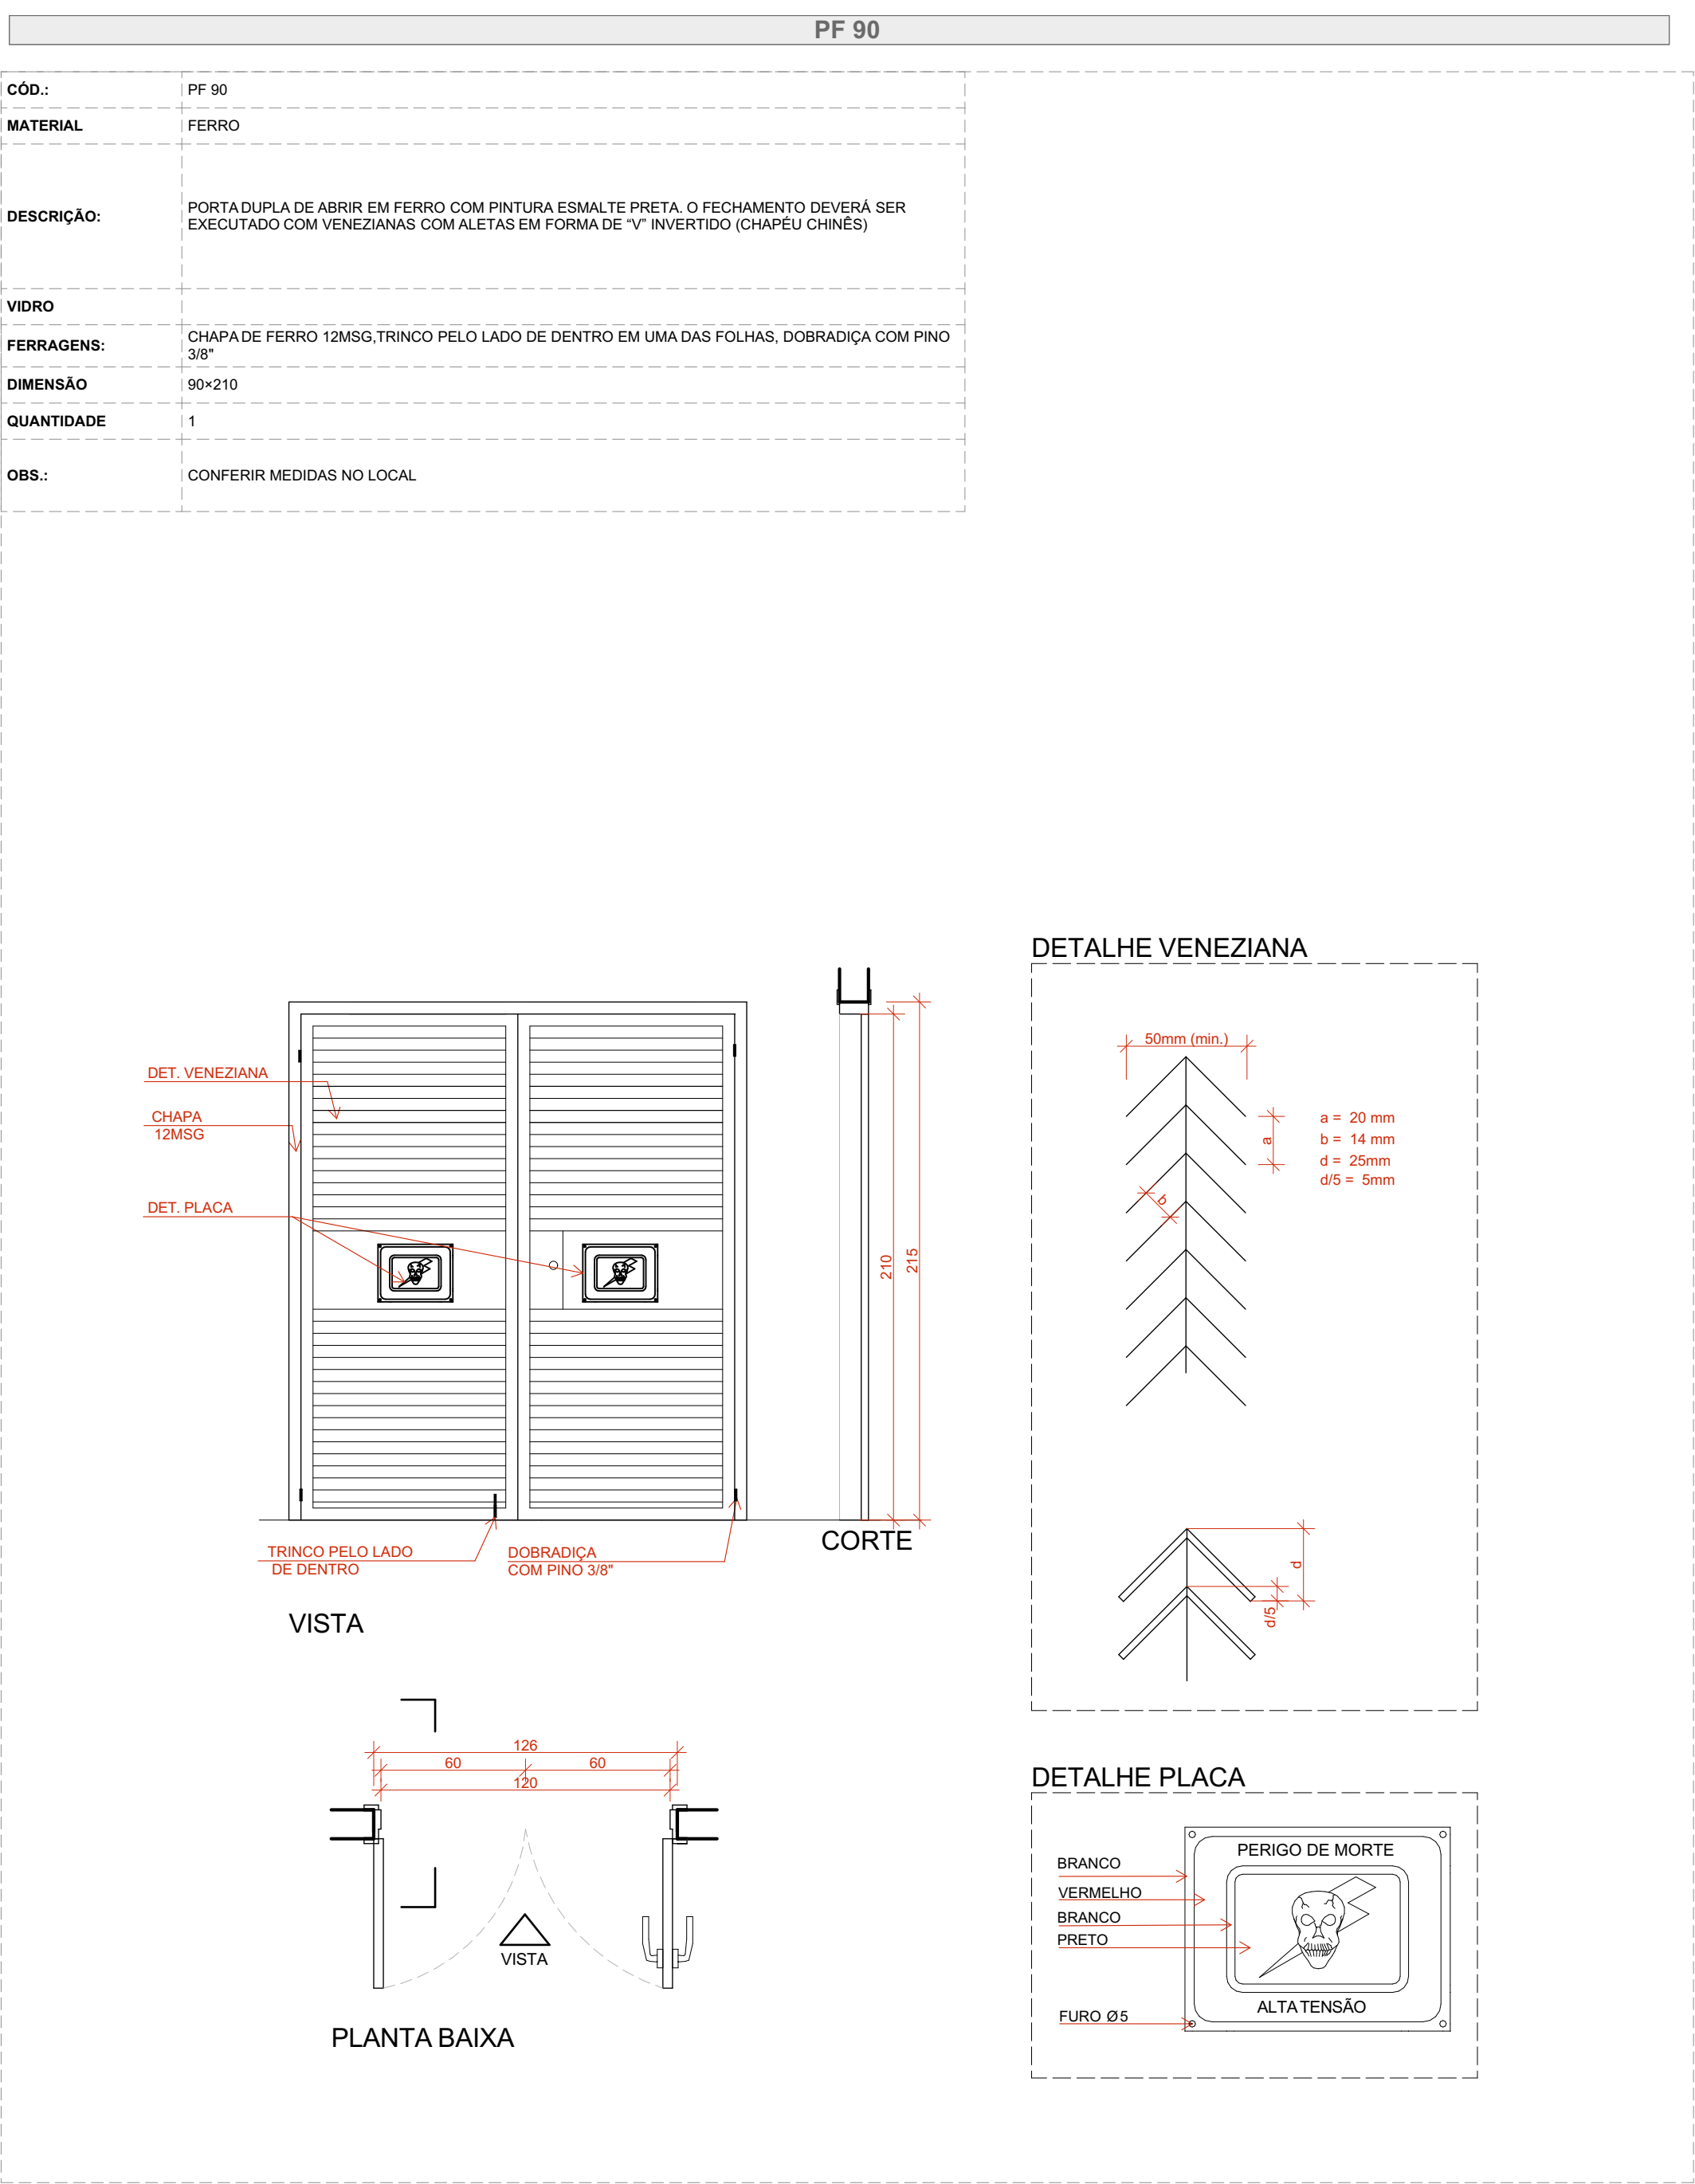 PF 90
CÓD.: PF 90
MATERIAL FERRO
DESCRIÇÃO: PORTA DUPLA DE ABRIR EM FERRO COM PINTURA ESMALTE PRETA. O FECHAMENTO DEVERÁ SER
EXECUTADO COM VENEZIANAS COM ALETAS EM FORMA DE “V” INVERTIDO (CHAPÉU CHINÊS)
VIDRO
FERRAGENS: CHAPA DE FERRO 12MSG,TRINCO PELO LADO DE DENTRO EM UMA DAS FOLHAS, DOBRADIÇA COM PINO
3/8"
DIMENSÃO 90×210
QUANTIDADE 1
OBS.: CONFERIR MEDIDAS NO LOCAL
DET. VENEZIANA
CHAPA
12MSG
DET. PLACA
TRINCO PELO LADO
DE DENTRO
DOBRADIÇA
COM PINO 3/8"
VISTA
210
215
CORTE
126
60
60
120
VISTA
PLANTA BAIXA
DETALHE VENEZIANA
50mm (min.)
a
b
a = 20 mm
b = 14 mm
d = 25mm
d/5 = 5mm
d
d/5
DETALHE PLACA
BRANCO
VERMELHO
BRANCO
PRETO
FURO Ø5
PERIGO DE MORTE
ALTA TENSÃO